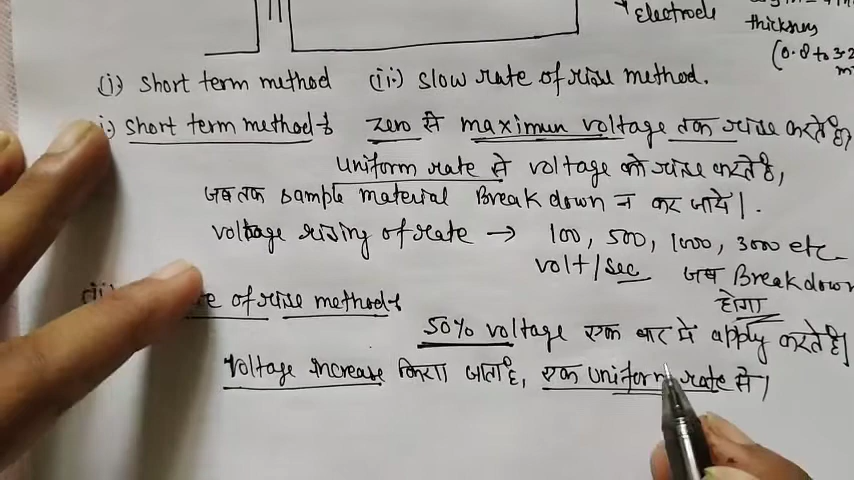 Electrode
thickness
(0.8 to 3.2
(i) Short term method (ii) Slow rate of rise method.
i) Short term method :- zero से maximun voltage तक राइस करते है,
uniform rate से voltage को राइस करते है,
जब तक sample material Break down न कर जाये।
voltage rising of rate → 100, 500, 1000, 3000 etc
volt/sec जब Breakdown
होगा
of rise method :-
50% voltage एक बार में apply करते है।
voltage increase किया जाता है, एक uniform rate से।